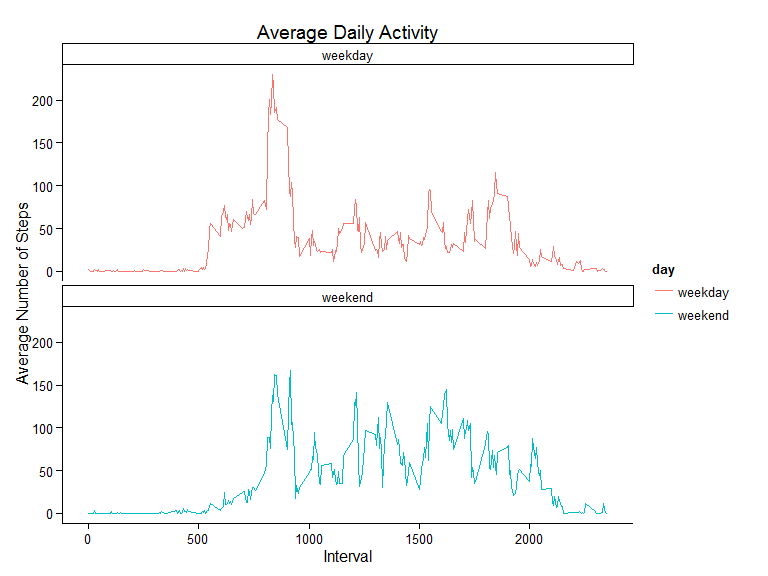 Average Daily Activity
weekday
200
150
100
50
0
weekend
200
150
100
50
0
Average Number of Steps
0 500 1000 1500 2000
Interval
day
weekday
weekend